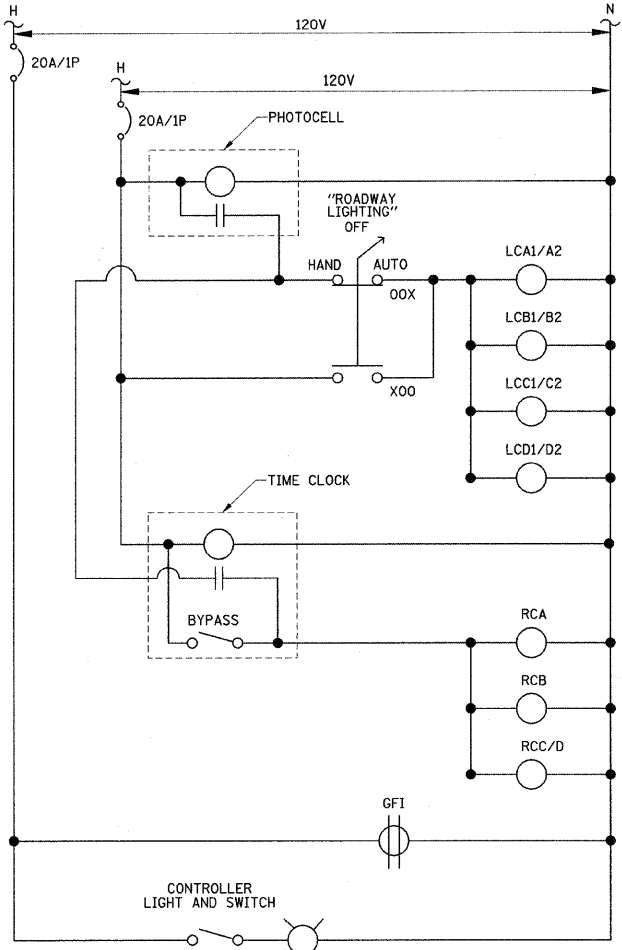 H
N
120V
20A/1P
H
120V
20A/1P
PHOTOCELL
"ROADWAY
LIGHTING"
OFF
HAND
AUTO
OOX
LCA1/A2
LCB1/B2
XOO
LCC1/C2
LCD1/D2
TIME CLOCK
BYPASS
RCA
RCB
RCC/D
GFI
CONTROLLER
LIGHT AND SWITCH